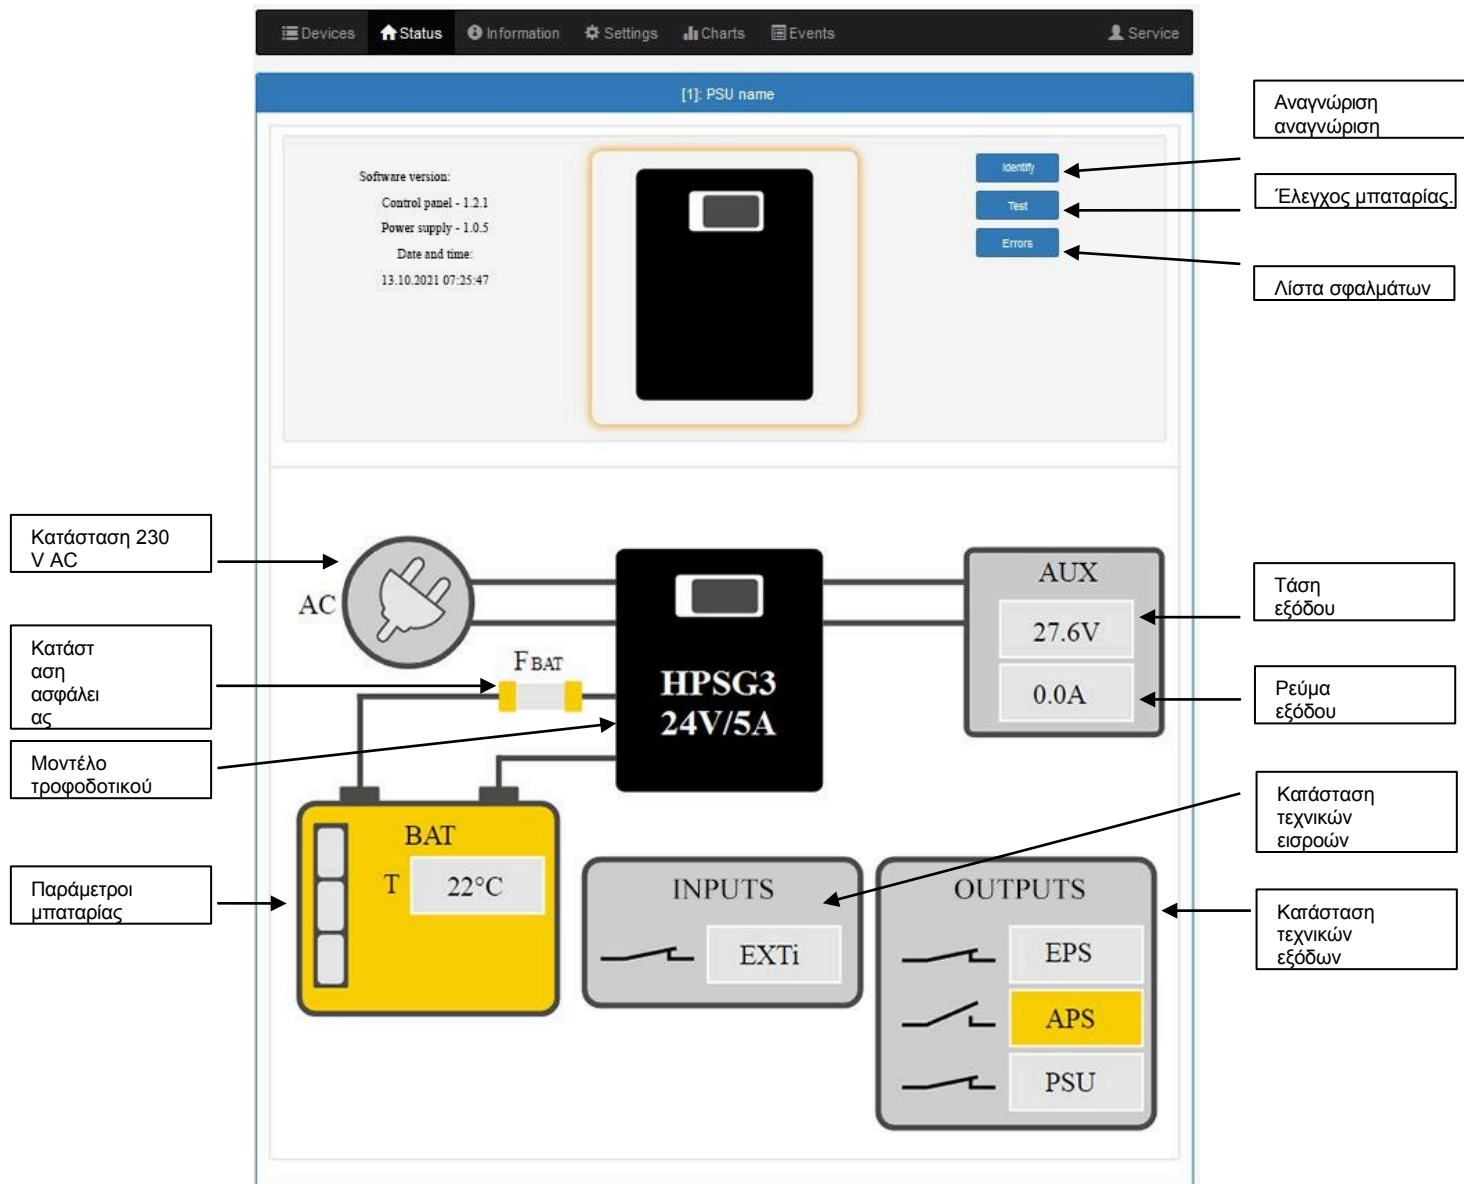 Devices Status Information Settings Charts Events Service
[1]: PSU name
Software version:
Control panel - 1.2.1
Power supply - 1.0.5
Date and time:
13.10.2021 07:25:47
Identify
Test
Errors
Αναγνώριση
αναγνώριση
Έλεγχος μπαταρίας.
Λίστα σφαλμάτων
Κατάσταση 230
V AC
Κατάστ
αση
ασφάλει
ας
Μοντέλο
τροφοδοτικού
Παράμετροι
μπαταρίας
AC
F BAT
HPSG3
24V/5A
AUX
27.6V
0.0A
BAT
T 22°C
INPUTS
EXTi
OUTPUTS
EPS
APS
PSU
Τάση
εξόδου
Ρεύμα
εξόδου
Κατάσταση
τεχνικών
εισροών
Κατάσταση
τεχνικών
εξόδων